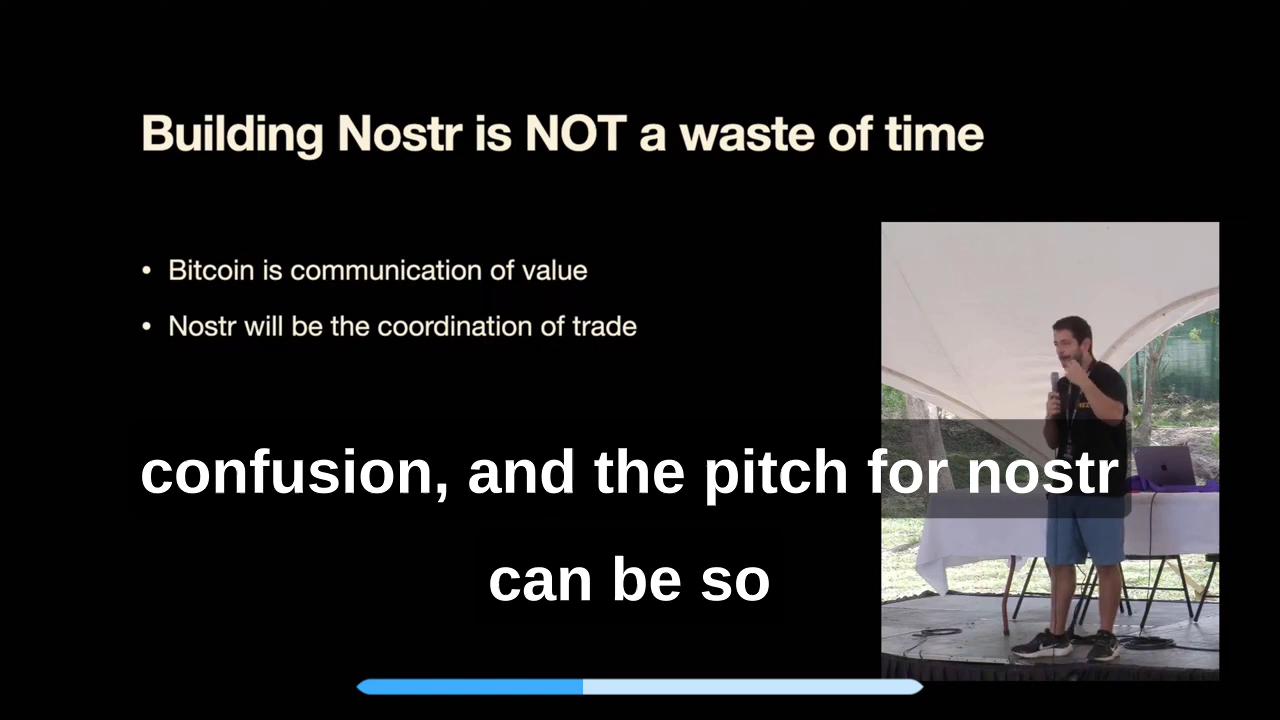 Building Nostr is NOT a waste of time
• Bitcoin is communication of value
• Nostr will be the coordination of trade
confusion, and the pitch for nostr
can be so